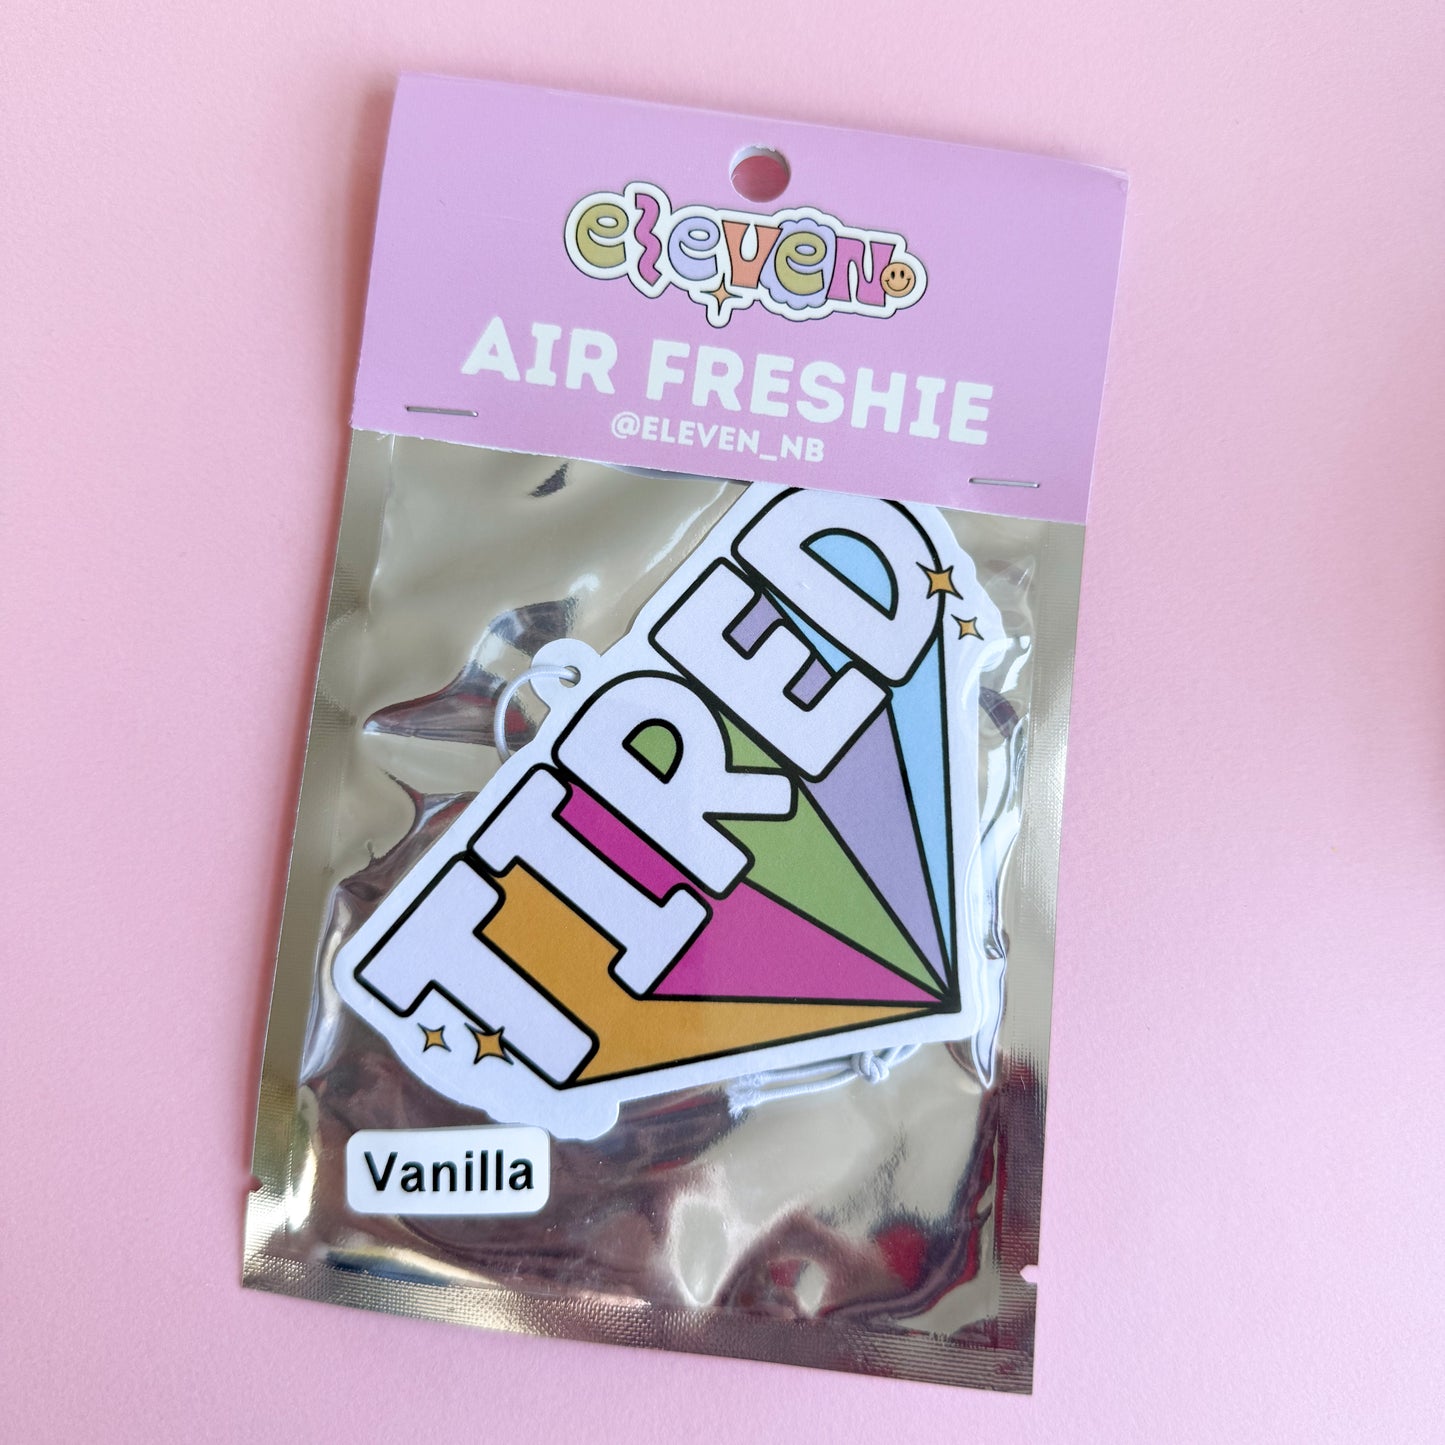 eleven
AIR FRESHIE
@ELEVEN_NB
TIRED
Vanilla